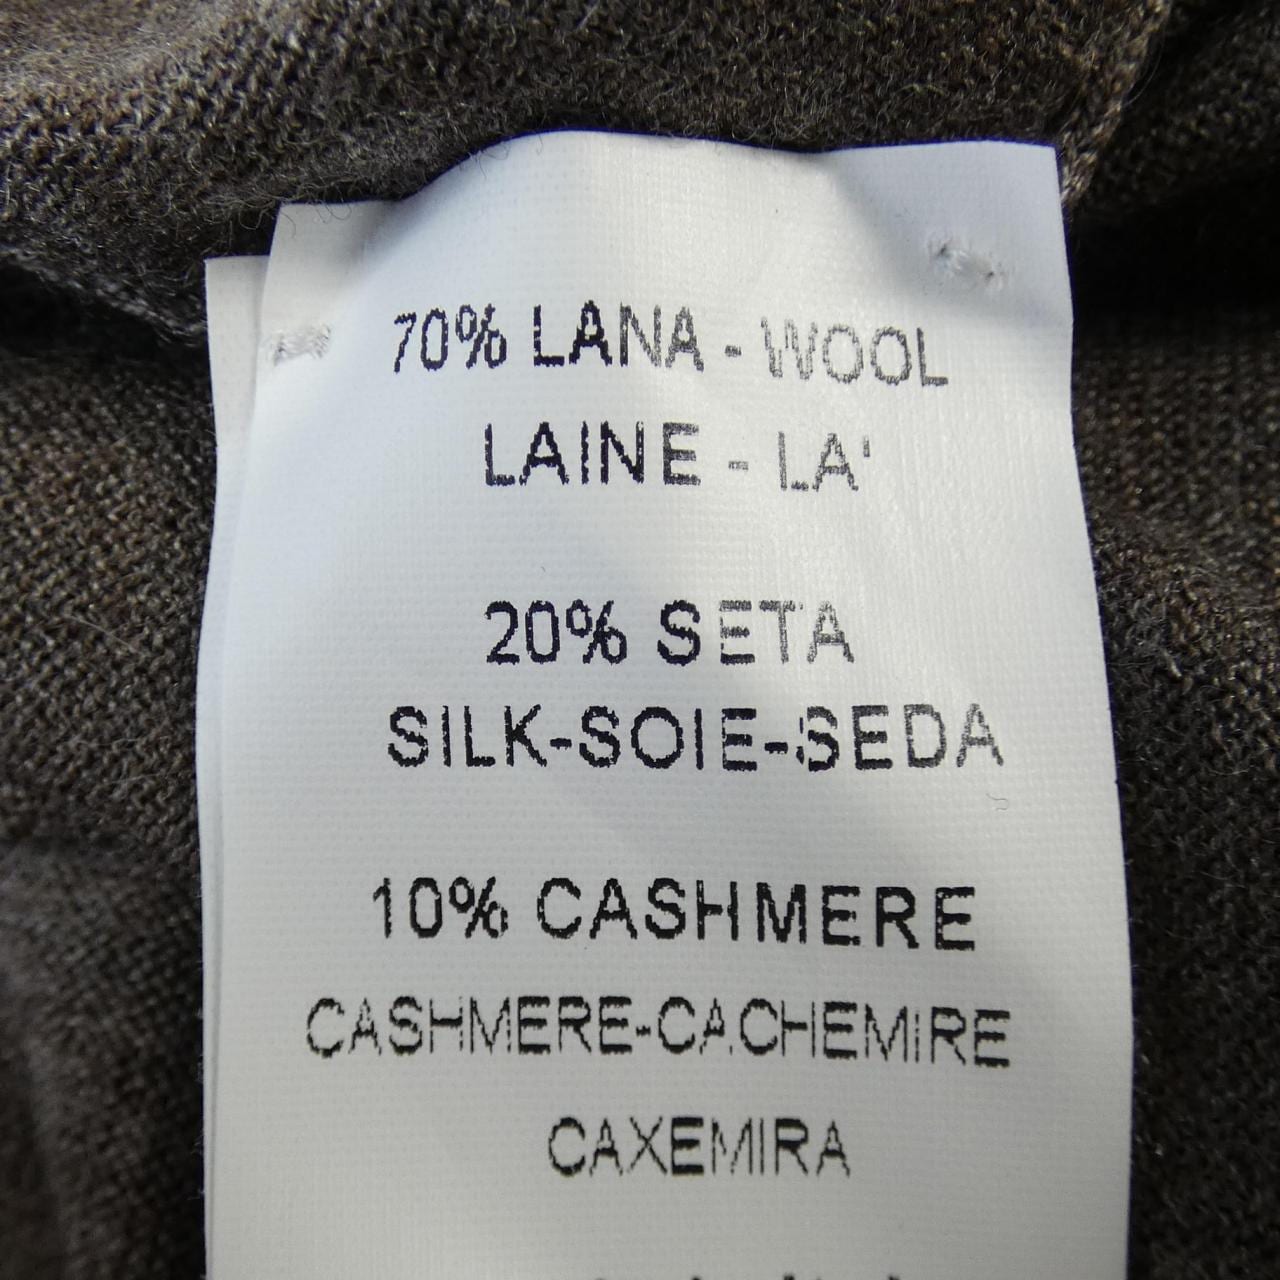 70% LANA - WOOL
LAINE - LA'
20% SETA
SILK-SOIE-SEDA
10% CASHMERE
CASHMERE-CACHEMIRE
CAXEMIRA